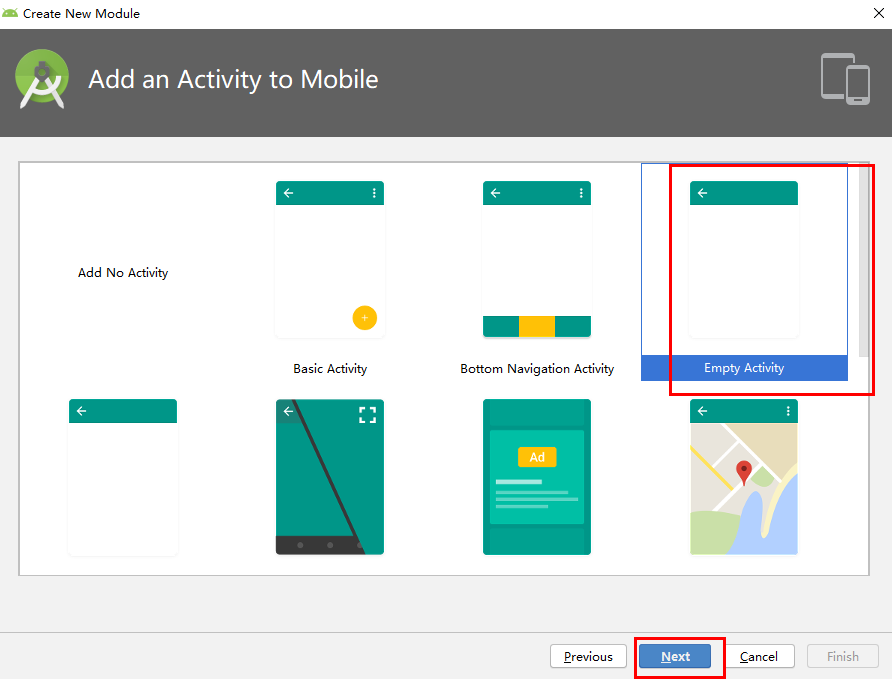 Create New Module
Add an Activity to Mobile
Add No Activity
Basic Activity
Bottom Navigation Activity
Empty Activity
Ad
Previous
Next
Cancel
Finish